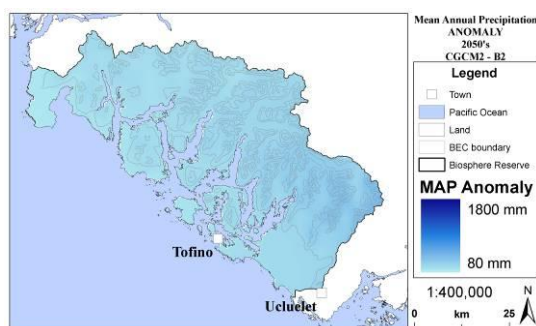 Mean Annual Precipitation
ANOMALY
2050's
CGCM2 - B2
Legend
Town
Pacific Ocean
Land
BEC boundary
Biosphere Reserve
MAP Anomaly
1800 mm
80 mm
1:400,000
N
0 km 25
Tofino
Ucluelet